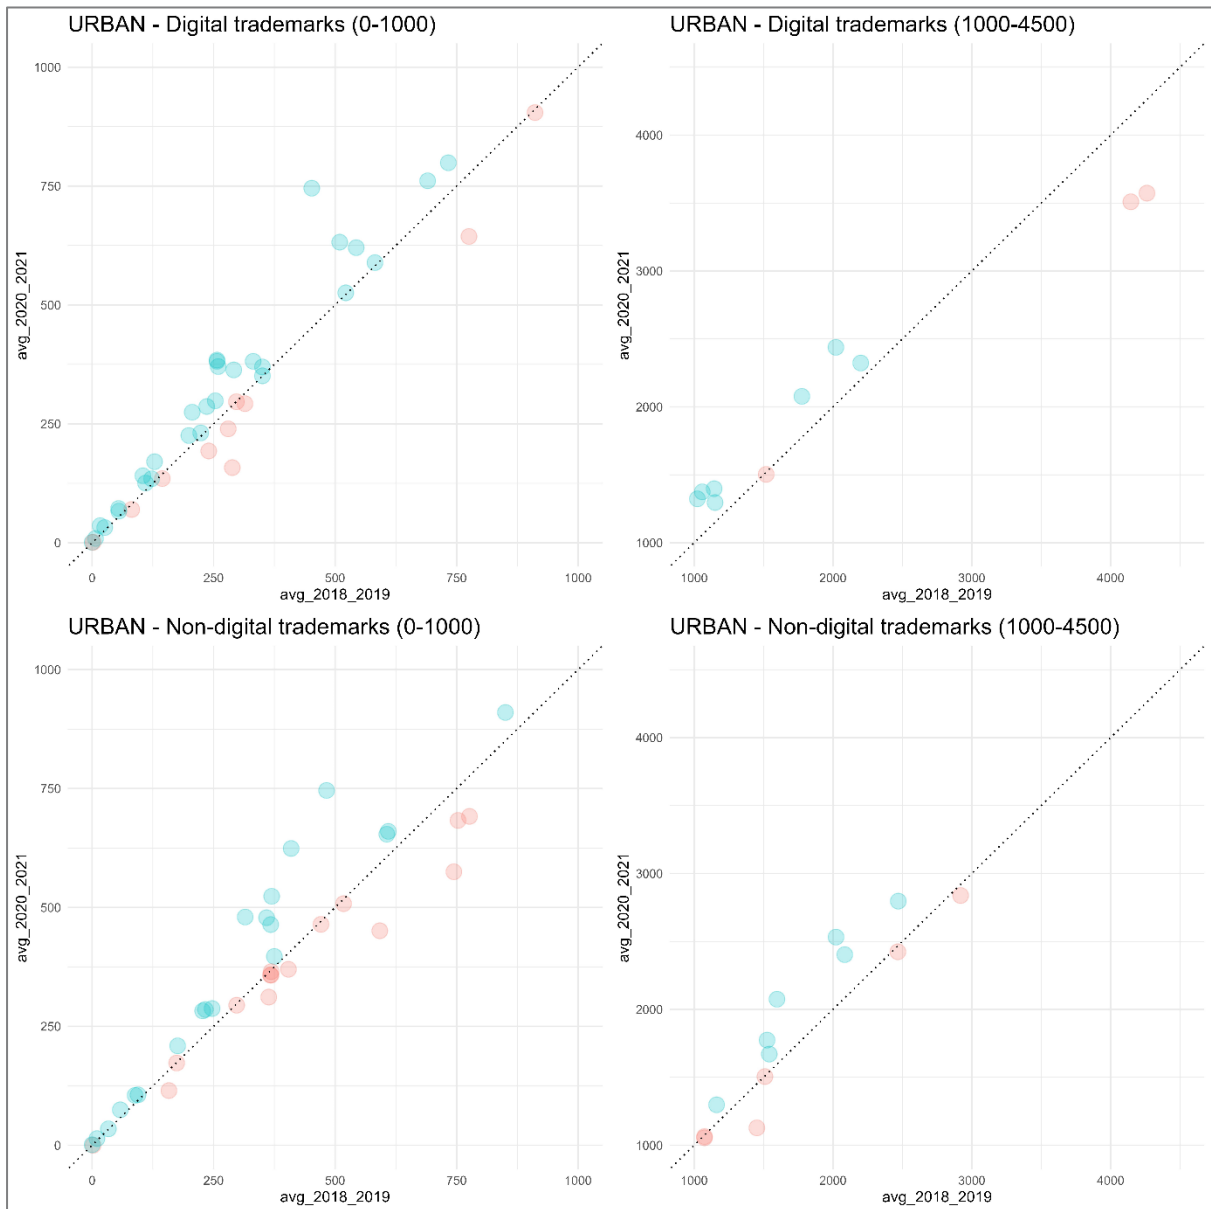 URBAN - Digital trademarks (0-1000)
1000
750
500
250
0
avg_2020_2021
0 250 500 750 1000
avg_2018_2019
URBAN - Digital trademarks (1000-4500)
4000
3000
2000
1000
avg_2020_2021
1000 2000 3000 4000
avg_2018_2019
URBAN - Non-digital trademarks (0-1000)
1000
750
500
250
0
avg_2020_2021
0 250 500 750 1000
avg_2018_2019
URBAN - Non-digital trademarks (1000-4500)
4000
3000
2000
1000
avg_2020_2021
1000 2000 3000 4000
avg_2018_2019